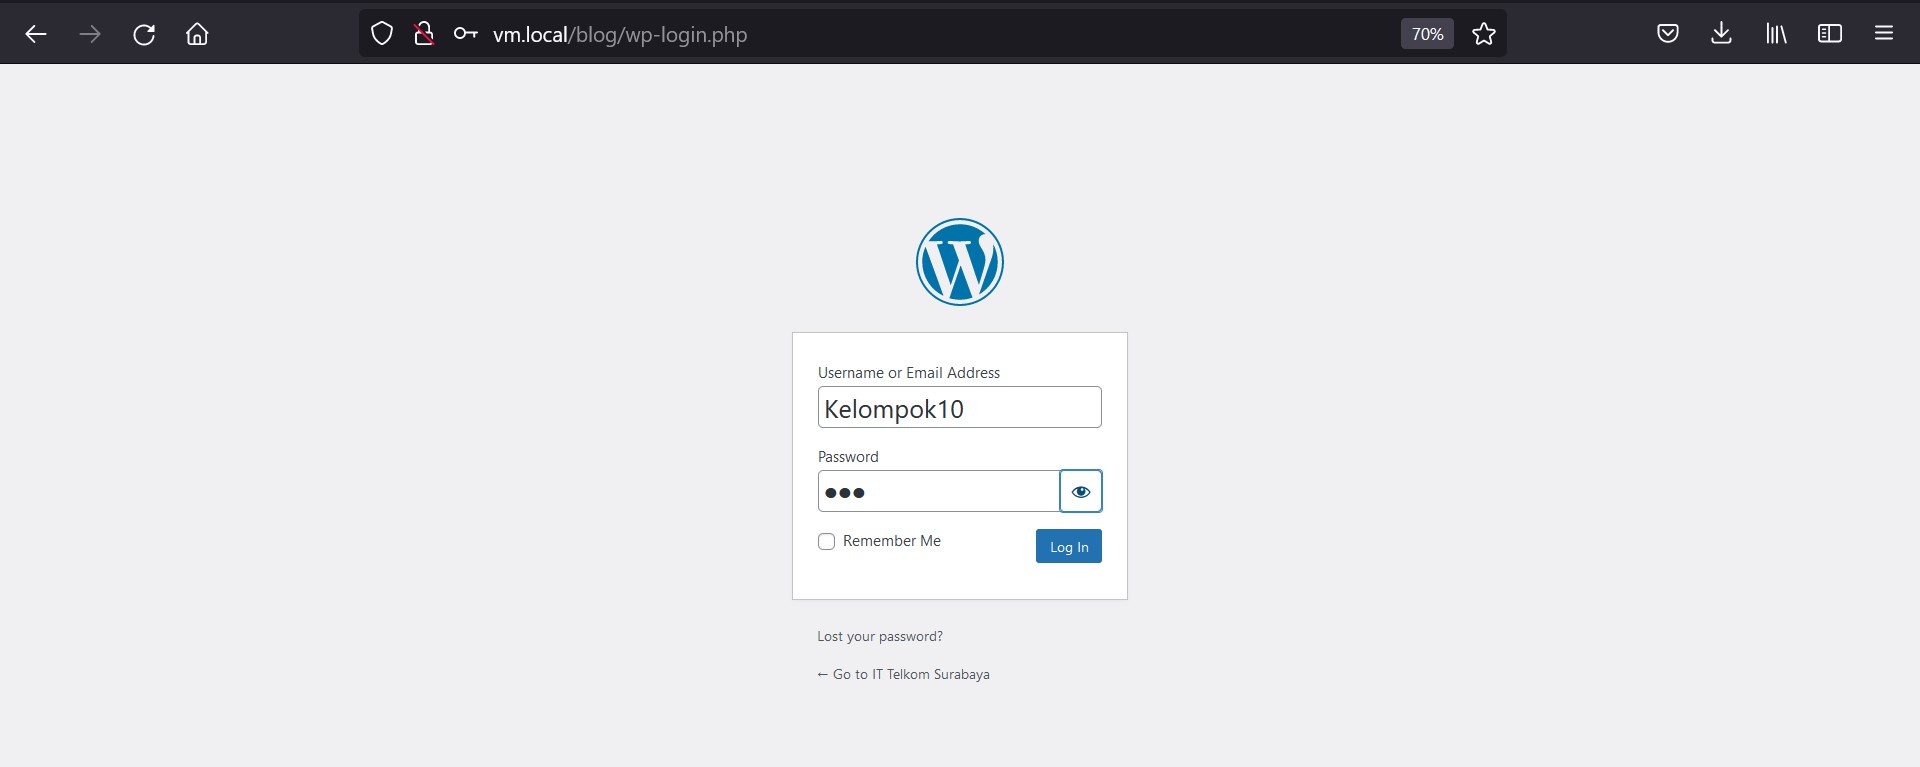 vm.local/blog/wp-login.php
70%
Username or Email Address
Kelompok10
Password
Remember Me
Log In
Lost your password?
← Go to IT Telkom Surabaya